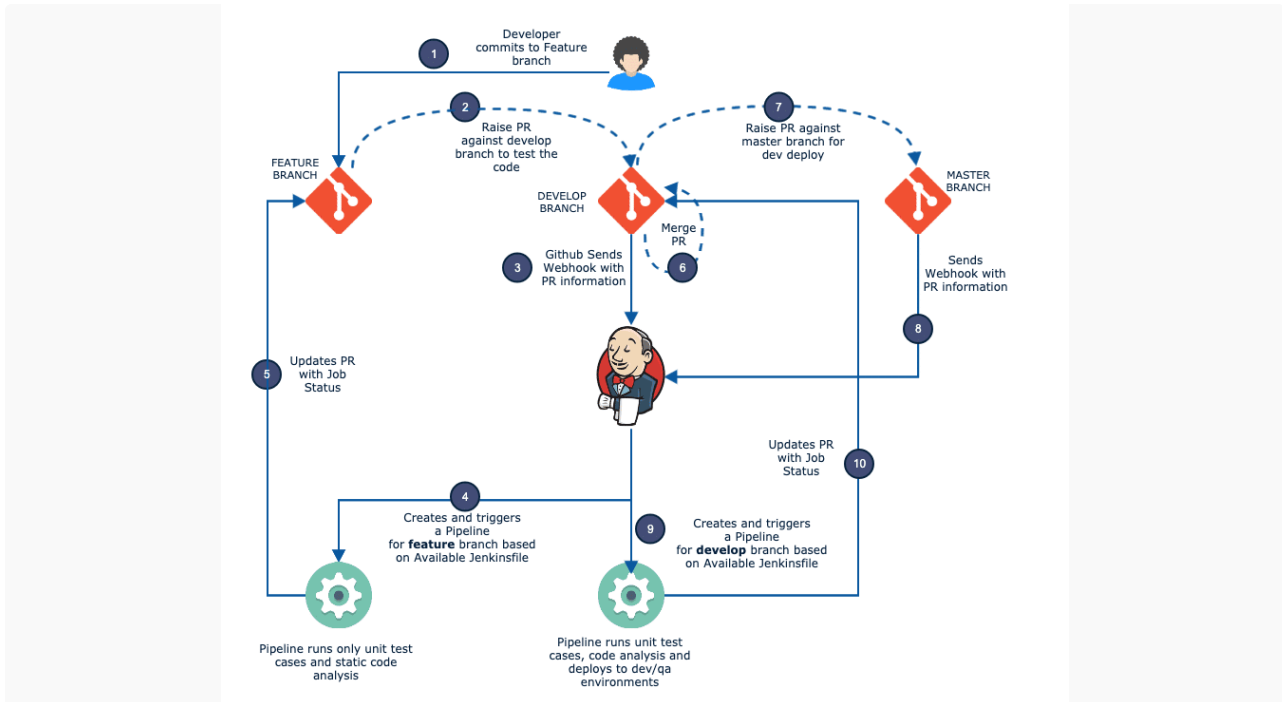 1
Developer
commits to Feature
branch
2
Raise PR
against develop
branch to test the
code
7
Raise PR against
master branch for
dev deploy
FEATURE
BRANCH
DEVELOP
BRANCH
MASTER
BRANCH
Merge
PR
6
3
Github Sends
Webhook with
PR information
Sends
Webhook with
PR information
8
5
Updates PR
with Job
Status
Updates PR
with Job
Status
10
4
Creates and triggers
a Pipeline
for feature branch based
on Available Jenkinsfile
9
Creates and triggers
a Pipeline
for develop branch based
on Available Jenkinsfile
Pipeline runs only unit test
cases and static code
analysis
Pipeline runs unit test
cases, code analysis and
deploys to dev/qa
environments